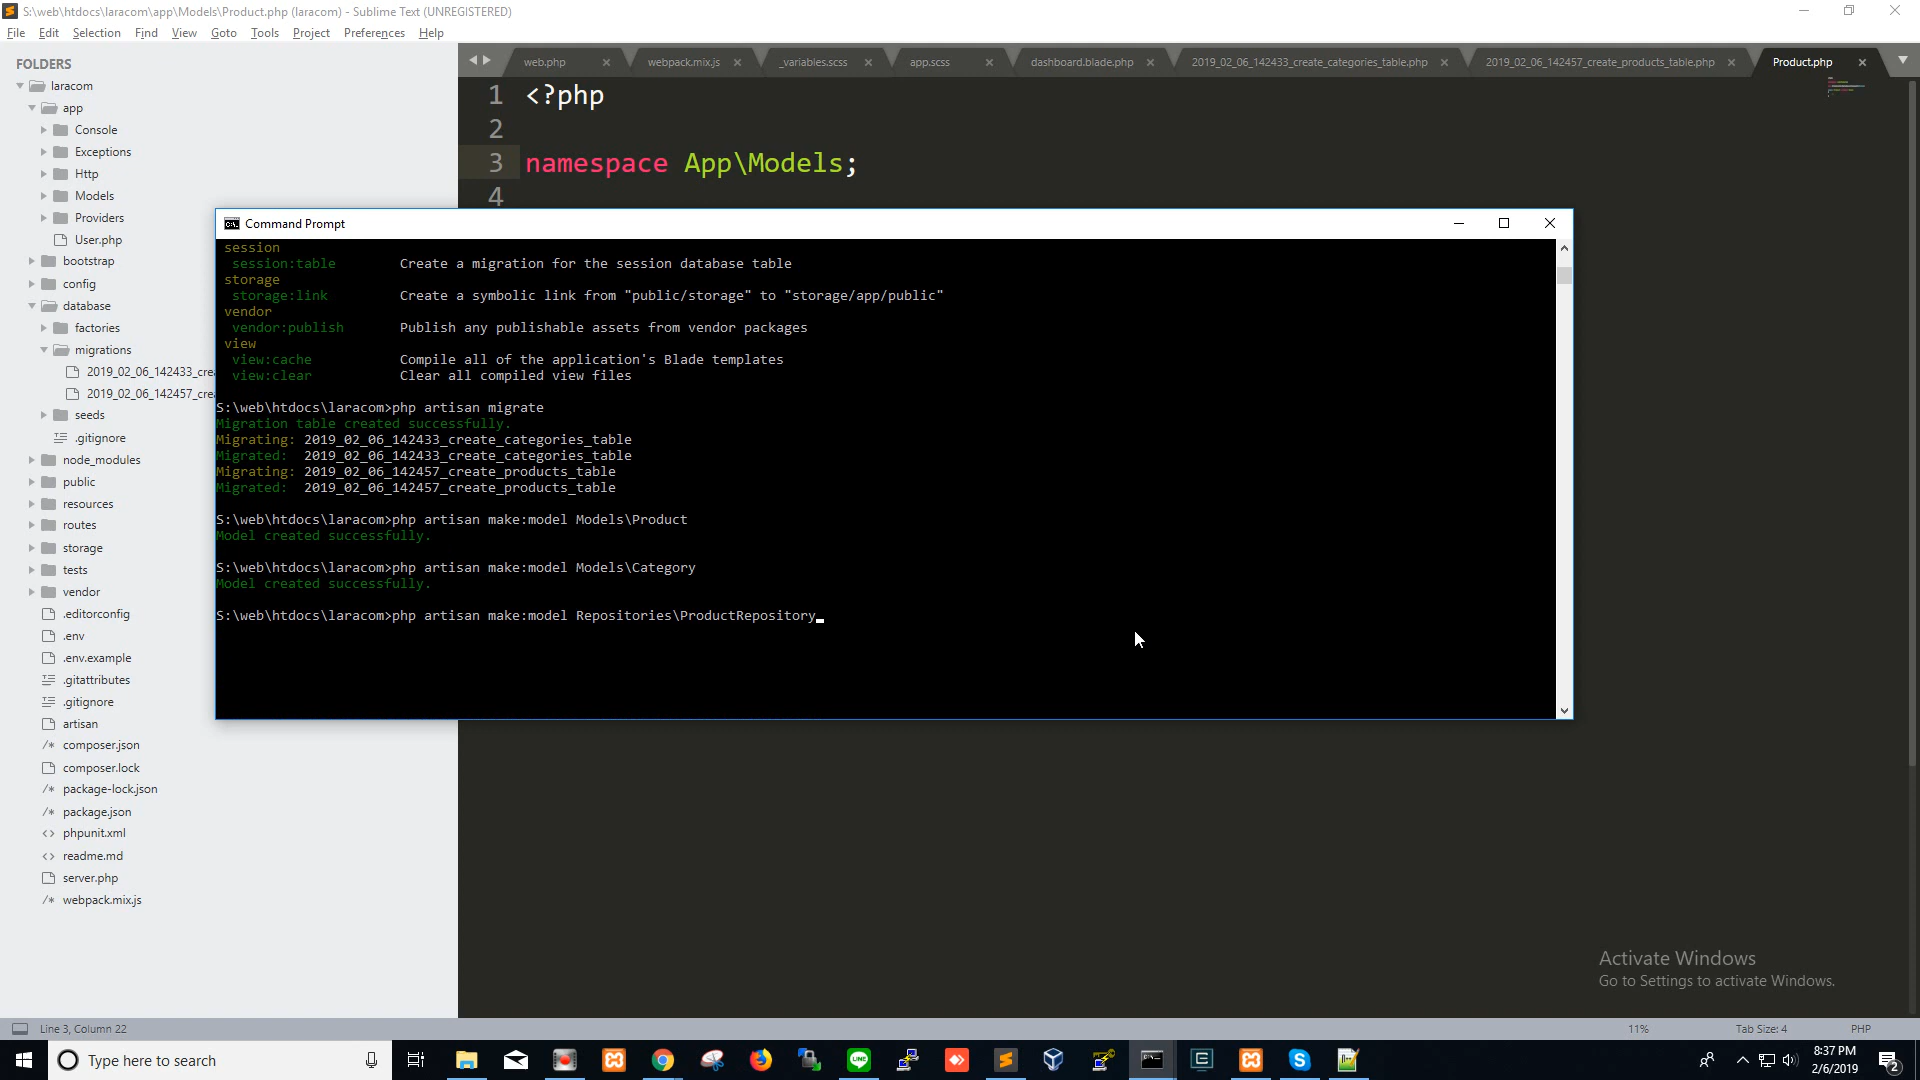 S:\web\htdocs\laracom\app\Models\Product.php (laracom) - Sublime Text (UNREGISTERED)
File Edit Selection Find View Goto Tools Project Preferences Help
FOLDERS
laracom
app
Console
Exceptions
Http
Models
Providers
User.php
bootstrap
config
database
factories
migrations
2019_02_06_142433_cre
2019_02_06_142457_cre
seeds
.gitignore
node_modules
public
resources
routes
storage
tests
vendor
.editorconfig
.env
.env.example
.gitattributes
.gitignore
artisan
composer.json
composer.lock
package-lock.json
package.json
phpunit.xml
readme.md
server.php
webpack.mix.js
web.php webpack.mix.js _variables.scss app.scss dashboard.blade.php 2019_02_06_142433_create_categories_table.php 2019_02_06_142457_create_products_table.php Product.php
1 <?php
2
3 namespace App\Models;
4
Command Prompt
session
session:table Create a migration for the session database table
storage
storage:link Create a symbolic link from "public/storage" to "storage/app/public"
vendor
vendor:publish Publish any publishable assets from vendor packages
view
view:cache Compile all of the application's Blade templates
view:clear Clear all compiled view files
S:\web\htdocs\laracom>php artisan migrate
Migration table created successfully.
Migrating: 2019_02_06_142433_create_categories_table
Migrated: 2019_02_06_142433_create_categories_table
Migrating: 2019_02_06_142457_create_products_table
Migrated: 2019_02_06_142457_create_products_table
S:\web\htdocs\laracom>php artisan make:model Models\Product
Model created successfully.
S:\web\htdocs\laracom>php artisan make:model Models\Category
Model created successfully.
S:\web\htdocs\laracom>php artisan make:model Repositories\ProductRepository_
Activate Windows
Go to Settings to activate Windows.
Line 3, Column 22 11% Tab Size: 4 PHP
Type here to search
8:37 PM
2/6/2019
2